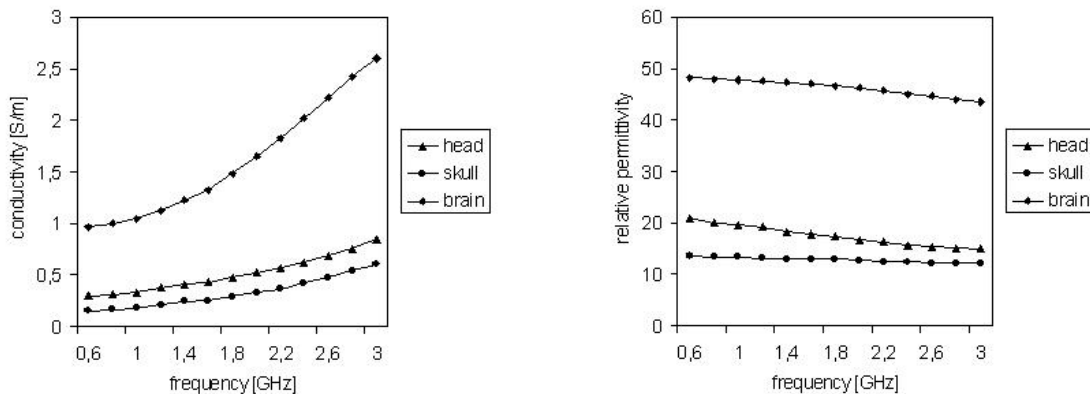 3
2,5
2
1,5
1
0,5
0
conductivity [S/m]
0,6 1 1,4 1,8 2,2 2,6 3
frequency [GHz]
head
skull
brain
60
50
40
30
20
10
0
relative permittivity
0,6 1 1,4 1,8 2,2 2,6 3
frequency [GHz]
head
skull
brain